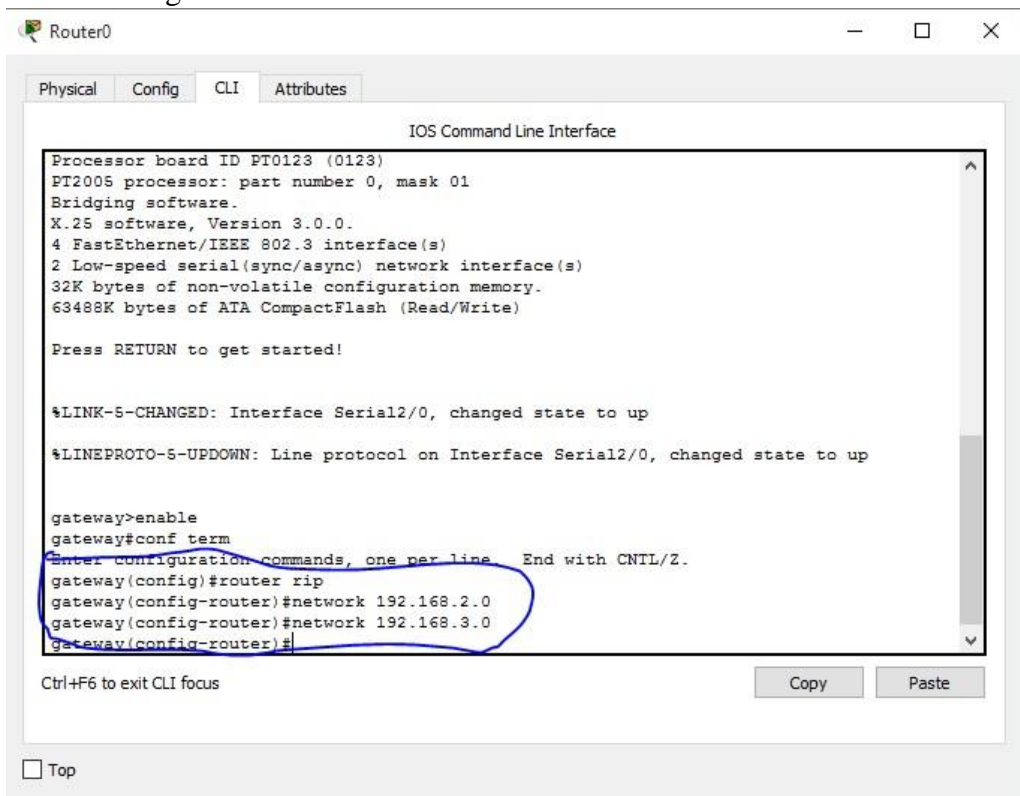 Router0
Physical Config CLI Attributes
IOS Command Line Interface
Processor board ID PT0123 (0123)
PT2005 processor: part number 0, mask 01
Bridging software.
X.25 software, Version 3.0.0.
4 FastEthernet/IEEE 802.3 interface(s)
2 Low-speed serial(sync/async) network interface(s)
32K bytes of non-volatile configuration memory.
63488K bytes of ATA CompactFlash (Read/Write)
Press RETURN to get started!
%LINK-5-CHANGED: Interface Serial2/0, changed state to up
%LINEPROTO-5-UPDOWN: Line protocol on Interface Serial2/0, changed state to up
gateway>enable
gateway#conf term
Enter configuration commands, one per line. End with CNTL/Z.
gateway(config)#router rip
gateway(config-router)#network 192.168.2.0
gateway(config-router)#network 192.168.3.0
gateway(config-router)#
Ctrl+F6 to exit CLI focus
Copy Paste
Top